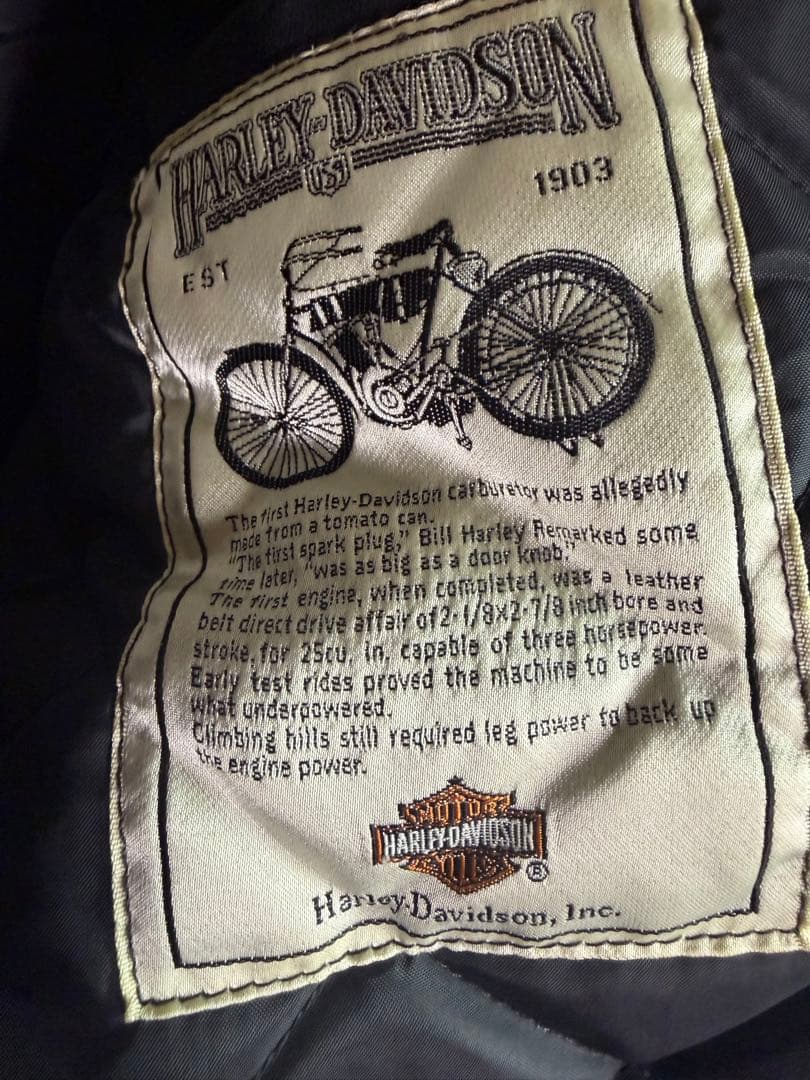 HARLEY-DAVIDSON
USA
EST 1903
The first Harley-Davidson carburetor was allegedly
made from a tomato can.
"The first spark plug," Bill Harley Remarked some
time later, "was as big as a door knob."
The first engine, when completed, was a leather
belt direct drive affair of 2-1/8x2-7/8 inch bore and
stroke, for 25cu. in. capable of three horsepower.
Early test rides proved the machine to be some
what underpowered.
Climbing hills still required leg power to back up
the engine power.
MOTOR
HARLEY-DAVIDSON
®
Harley-Davidson, Inc.